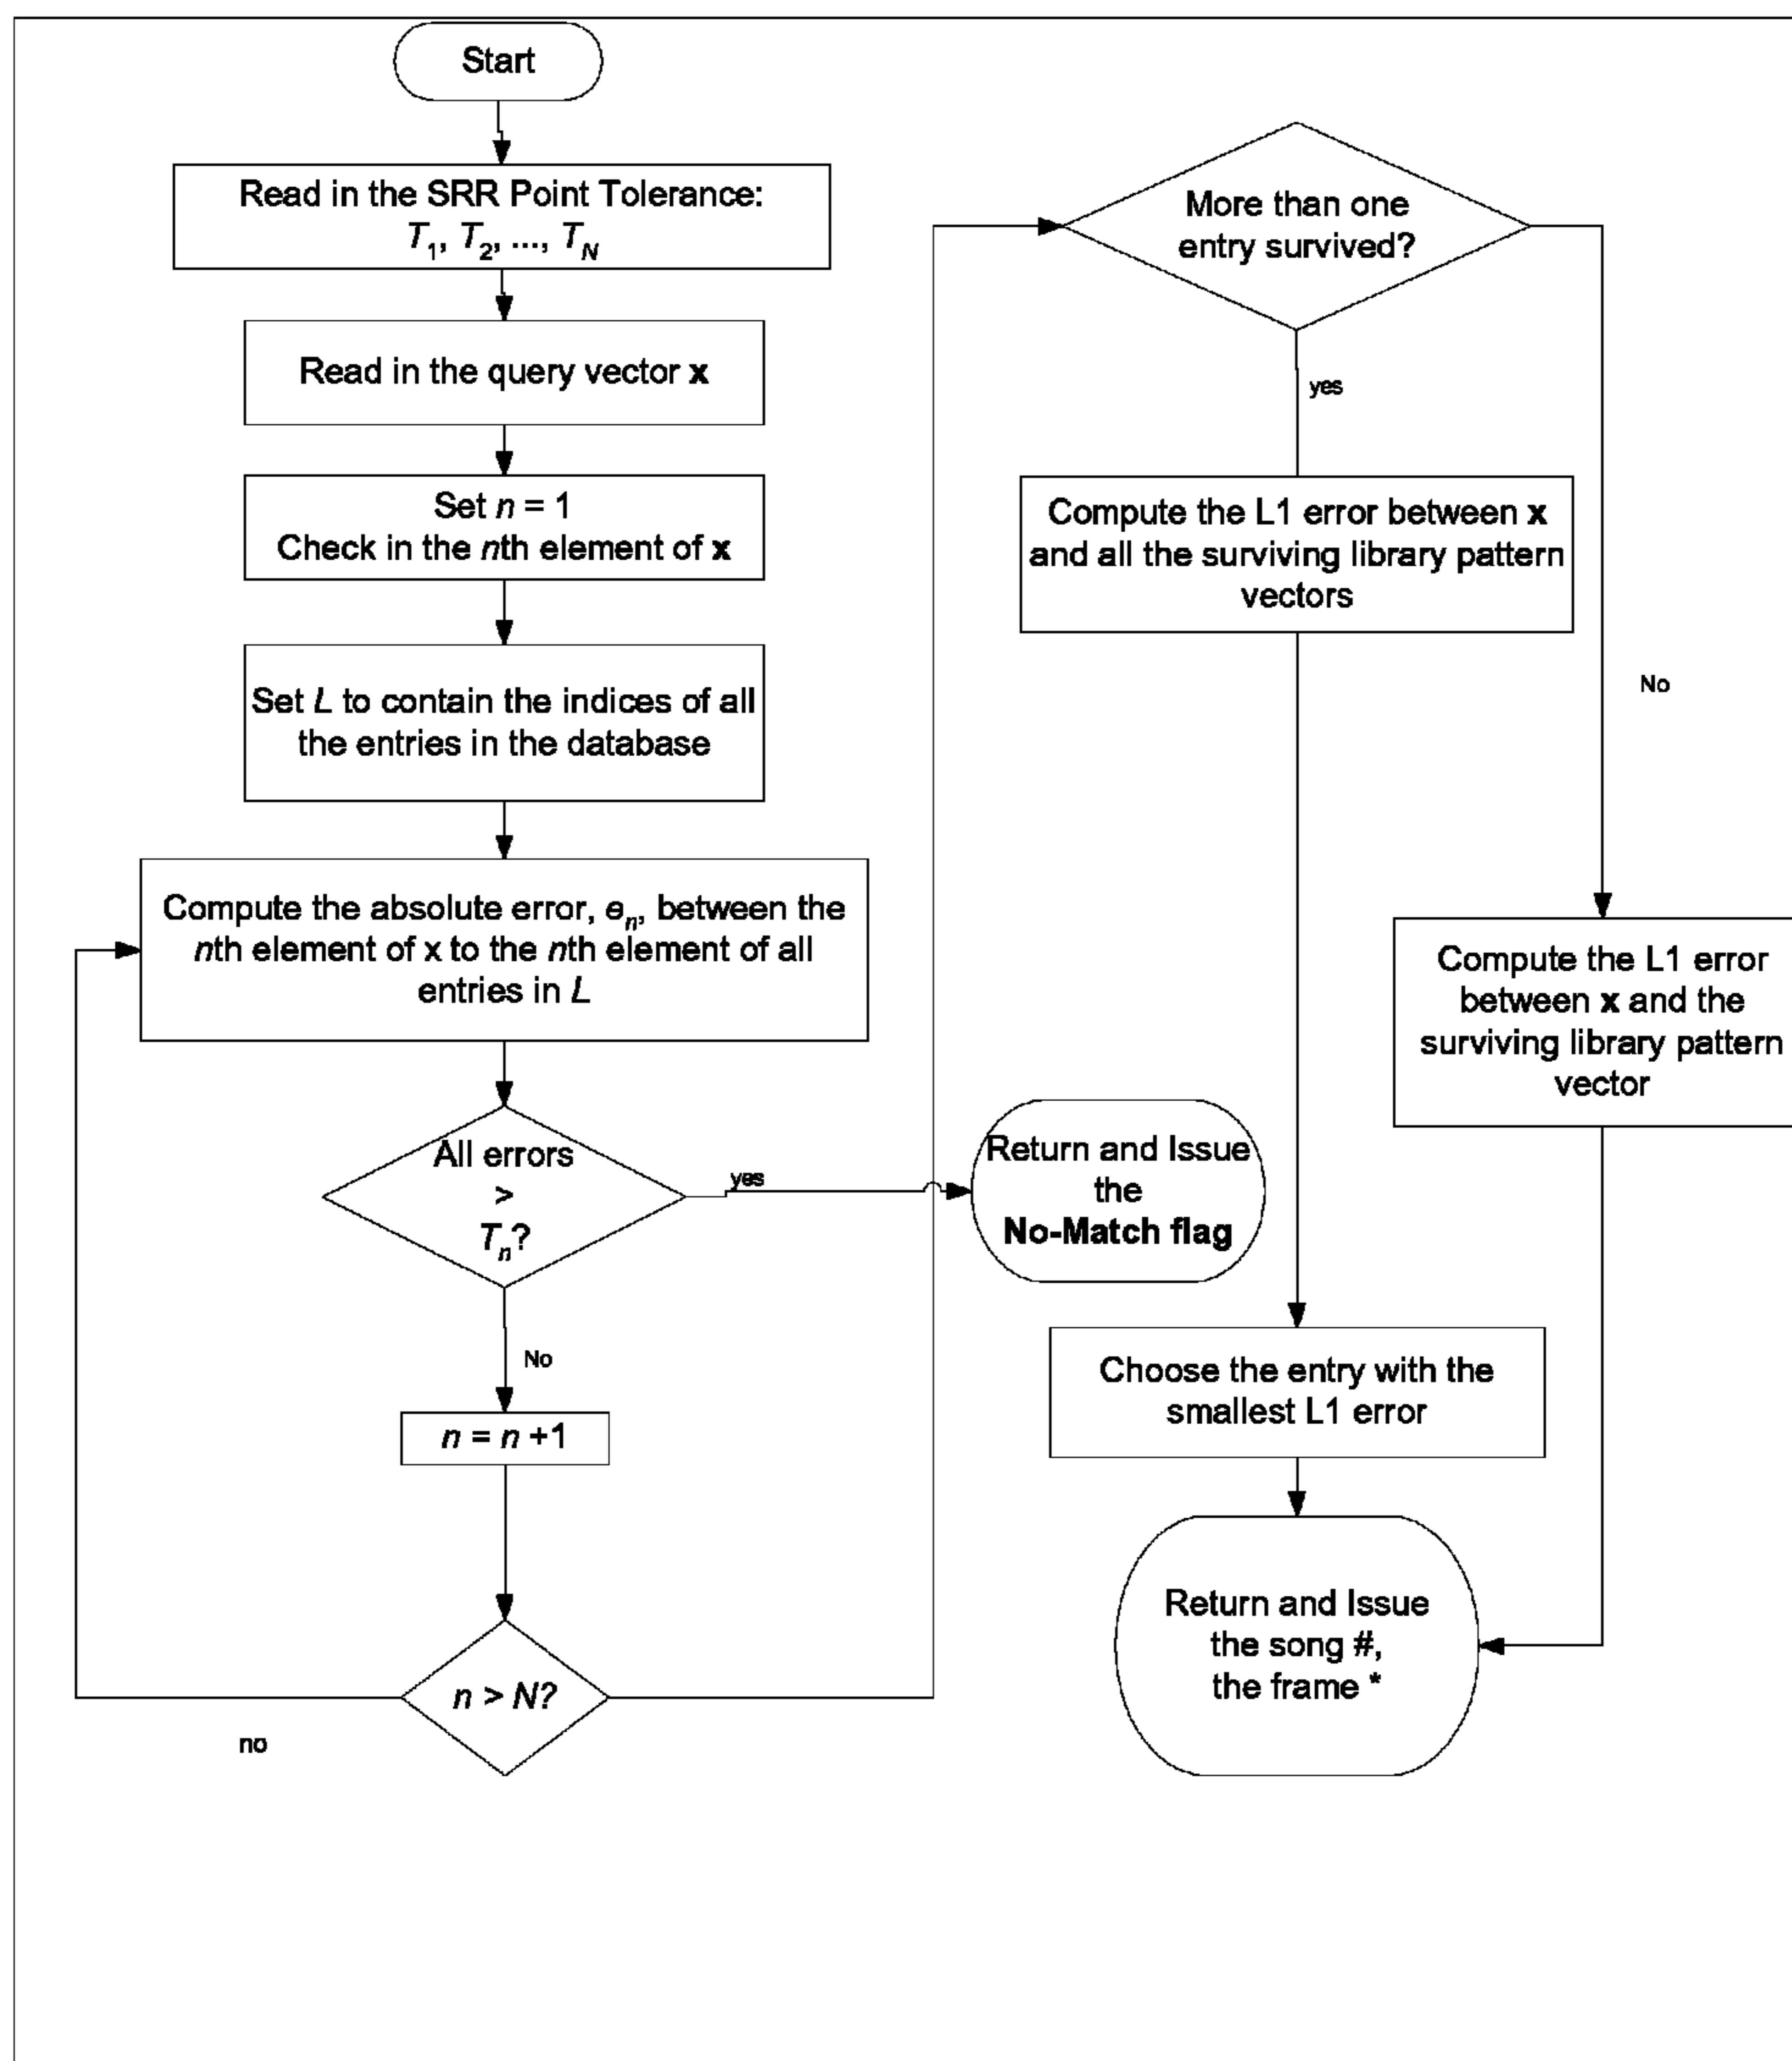 Start
Read in the SRR Point Tolerance:
T1, T2, ..., TN
Read in the query vector x
Set n = 1
Check in the nth element of x
Set L to contain the indices of all
the entries in the database
Compute the absolute error, en, between the
nth element of x to the nth element of all
entries in L
All errors
>
Tn?
yes
Return and Issue
the
No-Match flag
No
n = n +1
n > N?
no
More than one
entry survived?
yes
Compute the L1 error between x
and all the surviving library pattern
vectors
No
Compute the L1 error
between x and the
surviving library pattern
vector
Choose the entry with the
smallest L1 error
Return and Issue
the song #,
the frame *